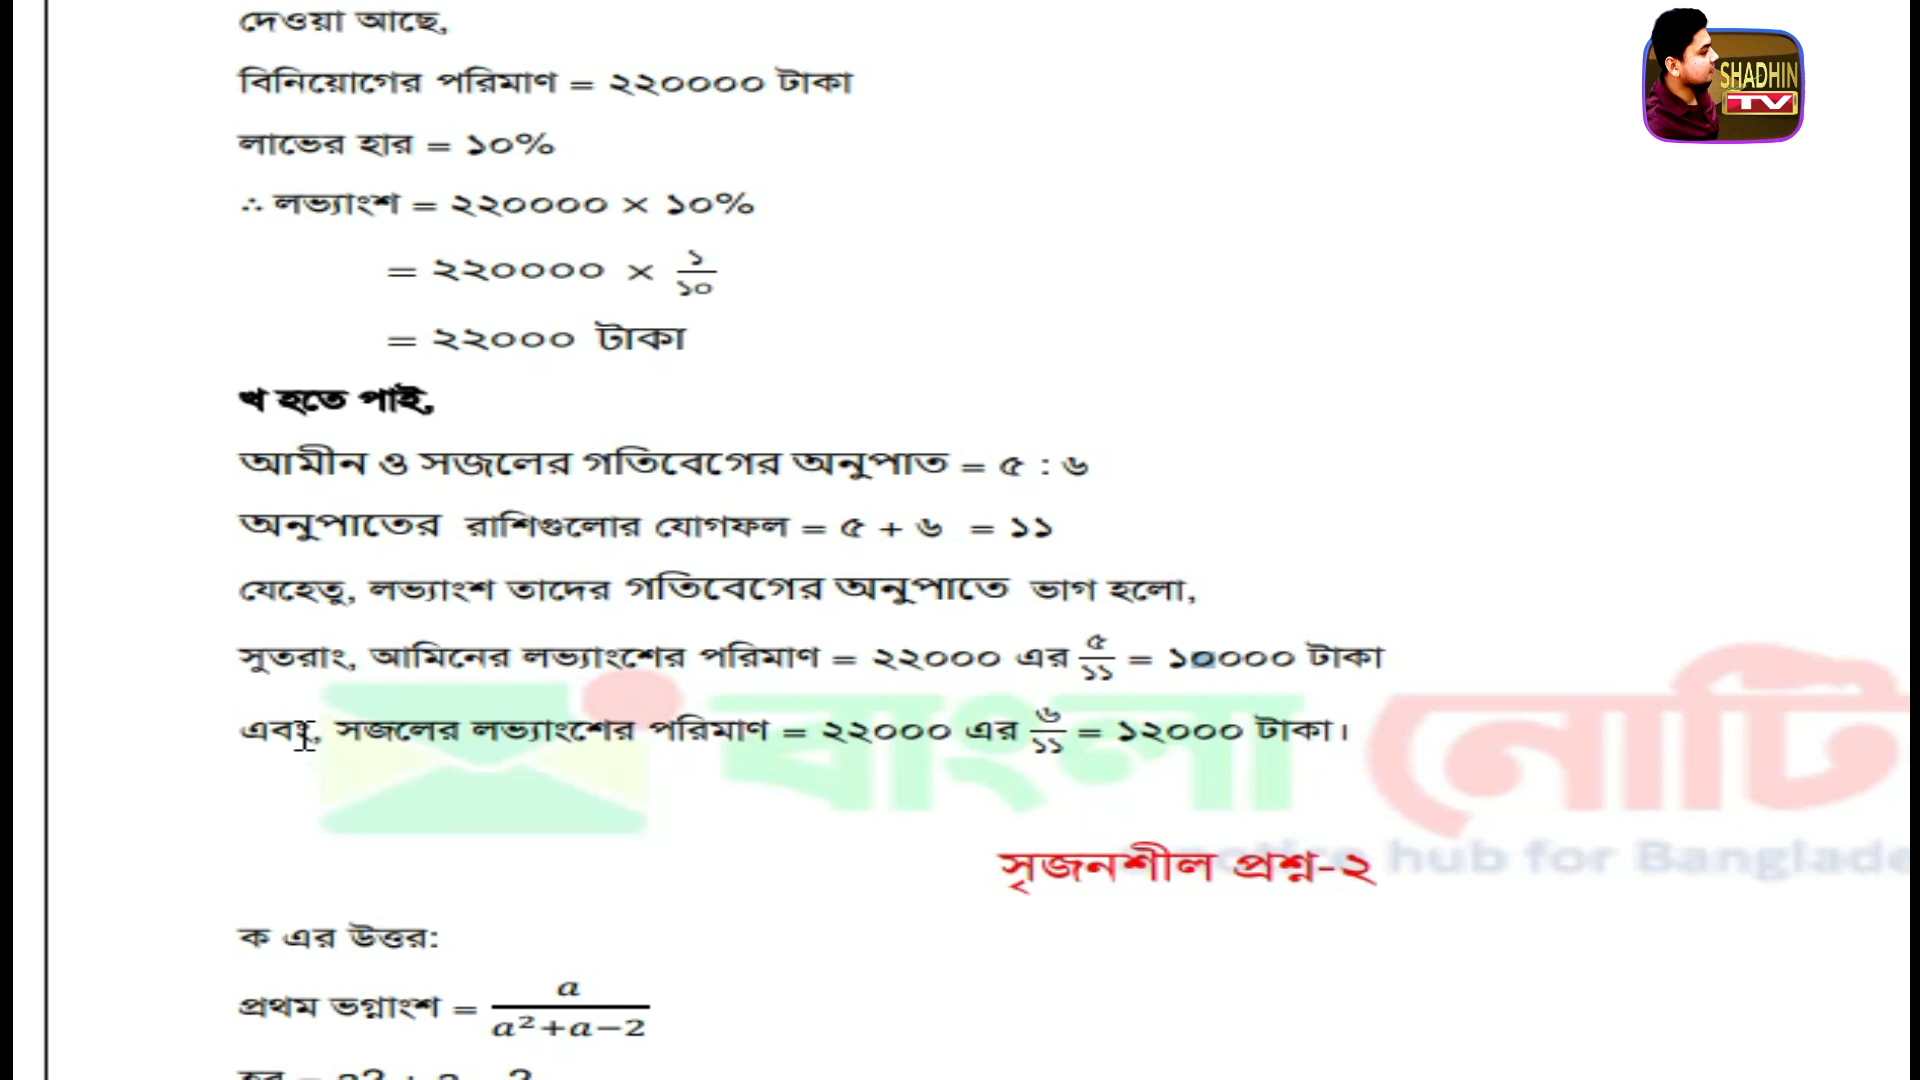 দেওয়া আছে,
বিনিয়োগের পরিমাণ = ২২০০০০ টাকা
লাভের হার = ১০%
∴ লভ্যাংশ = ২২০০০০ × ১০%
= ২২০০০০ × ১/১০
= ২২০০০ টাকা
খ হতে পাই,
আমীন ও সজলের গতিবেগের অনুপাত = ৫ : ৬
অনুপাতের রাশিগুলোর যোগফল = ৫ + ৬ = ১১
যেহেতু, লভ্যাংশ তাদের গতিবেগের অনুপাতে ভাগ হলো,
সুতরাং, আমিনের লভ্যাংশের পরিমাণ = ২২০০০ এর ৫/১১ = ১০০০০ টাকা
এবং, সজলের লভ্যাংশের পরিমাণ = ২২০০০ এর ৬/১১ = ১২০০০ টাকা।
বাংলা নোটি
hub for Banglade
সৃজনশীল প্রশ্ন-২
ক এর উত্তর:
প্রথম ভগ্নাংশ = a/(a²+a−2)
SHADHIN
TV